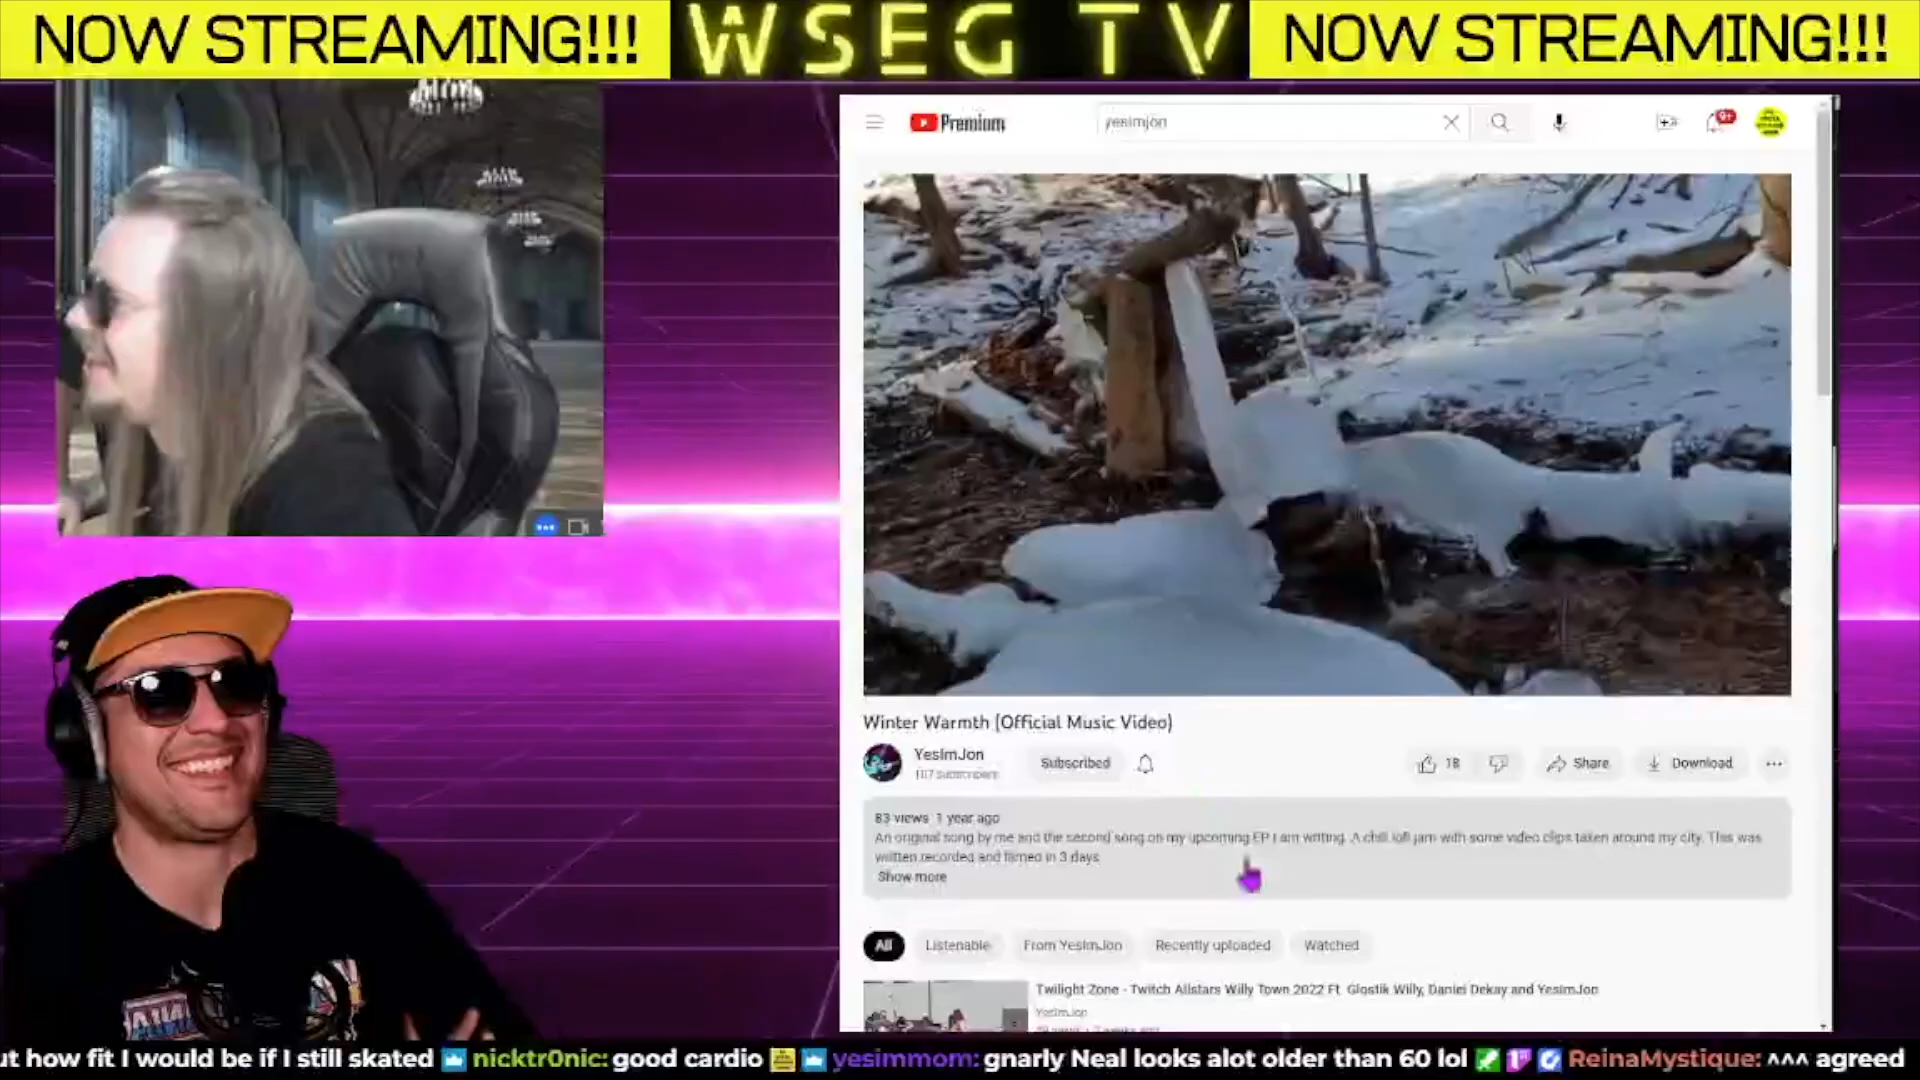 NOW STREAMING!!!
WSEG TV
NOW STREAMING!!!
Premium
yesimjon
9+
Winter Warmth (Official Music Video)
YesImJon
107 subscribers
Subscribed
18
Share
Download
83 views 1 year ago
An original song by me and the second song on my upcoming EP I am writing. A chill lofi jam with some video clips taken around my city. This was
written recorded and filmed in 3 days
Show more
All
Listenable
From YesImJon
Recently uploaded
Watched
Twilight Zone - Twitch Allstars Willy Town 2022 Ft Glostik Willy, Daniel Dekay and YesImJon
YesImJon
ut how fit I would be if I still skated nicktr0nic: good cardio yesimmom: gnarly Neal looks alot older than 60 lol ReinaMystique: ^^^ agreed